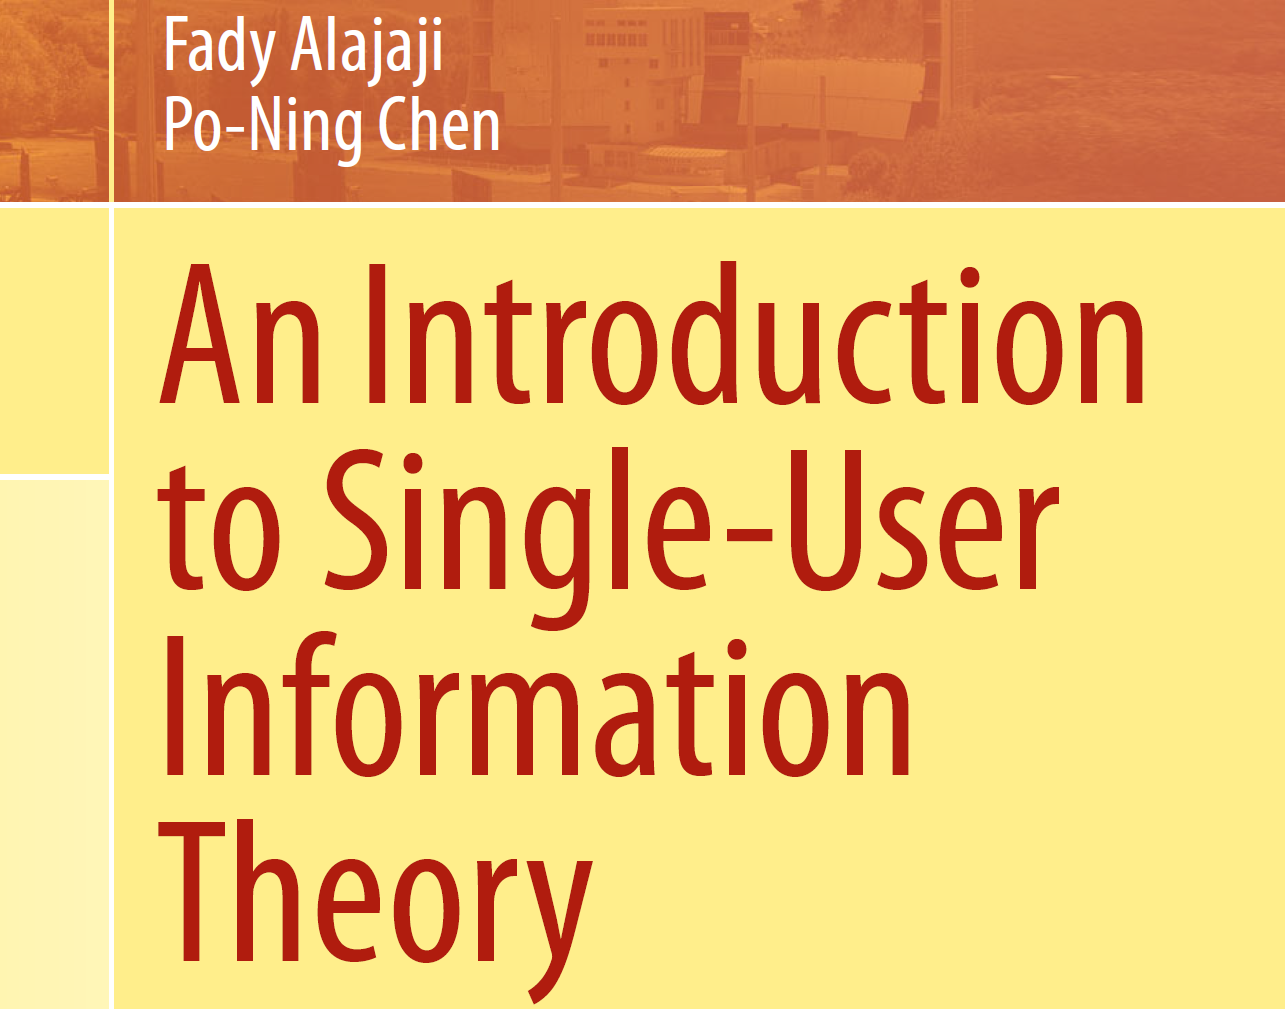 Fady Alajaji
Po-Ning Chen
An Introduction
to Single-User
Information
Theory